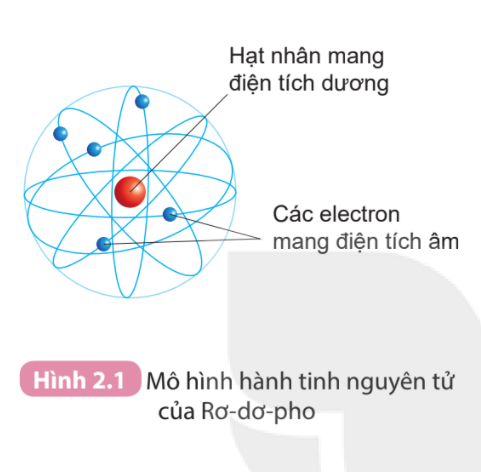 Hạt nhân mang
điện tích dương
Các electron
mang điện tích âm
Hình 2.1 Mô hình hành tinh nguyên tử
của Rơ-dơ-pho